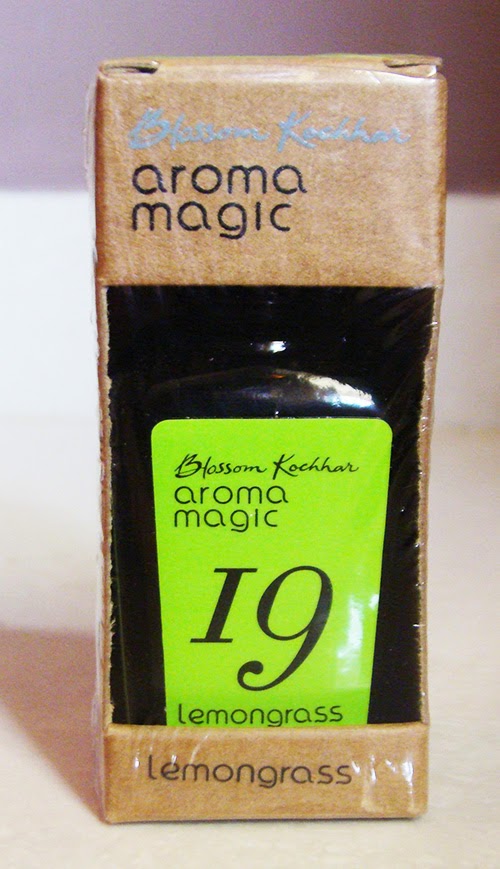 Blossom Kochhar
aroma
magic
Blossom Kochhar
aroma
magic
19
lemongrass
lemongrass